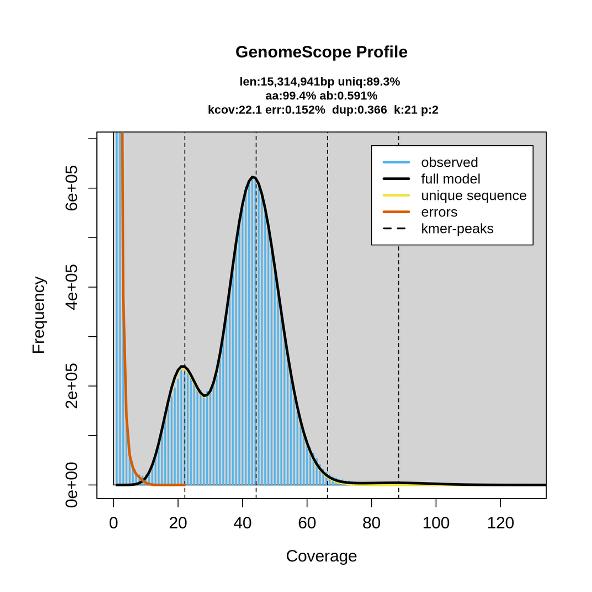 GenomeScope Profile
len:15,314,941bp uniq:89.3%
aa:99.4% ab:0.591%
kcov:22.1 err:0.152% dup:0.366 k:21 p:2
observed
full model
unique sequence
errors
kmer-peaks
Frequency
6e+05
4e+05
2e+05
0e+00
0 20 40 60 80 100 120
Coverage